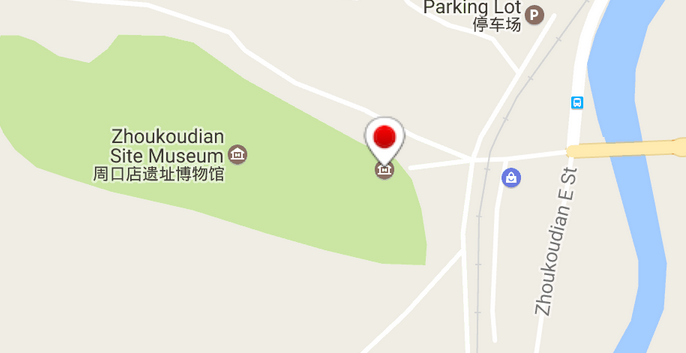 Parking Lot
停车场
P
Zhoukoudian
Site Museum
周口店遗址博物馆
Zhoukoudian E St